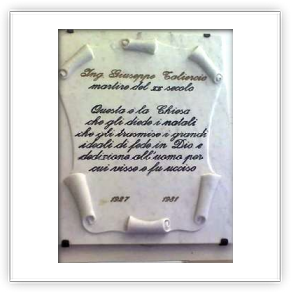 Ing. Giuseppe Taliercio
martire del xx secolo
Questa e la Chiesa
che gli diede i natali
che gli trasmise i grandi
ideali di fede in Dio e
dedizione all'uomo per
cui visse e fu ucciso
1927 1981